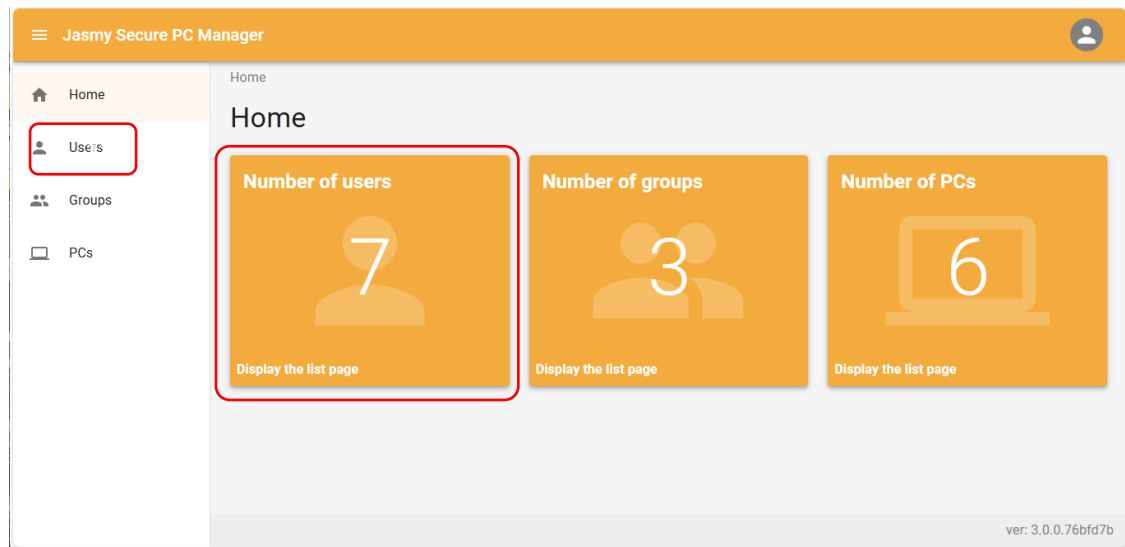 Jasmy Secure PC Manager
Home
Users
Groups
PCs
Home
Home
Number of users
7
Display the list page
Number of groups
3
Display the list page
Number of PCs
6
Display the list page
ver: 3.0.0.76bfd7b